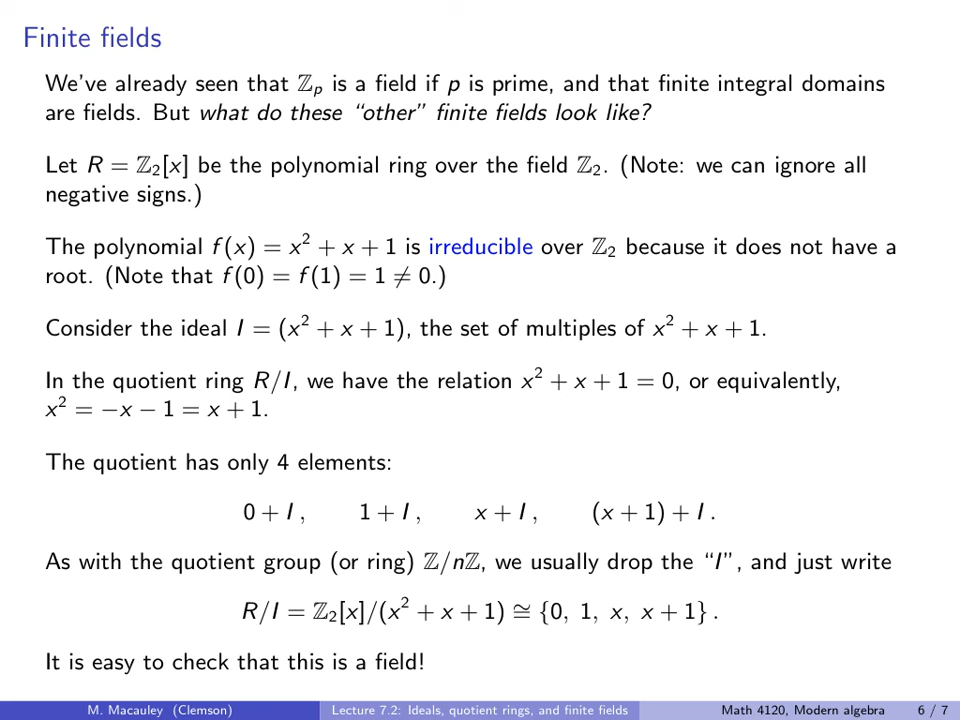 Finite fields
We've already seen that ℤₚ is a field if p is prime, and that finite integral domains
are fields. But what do these “other” finite fields look like?
Let R = ℤ₂[x] be the polynomial ring over the field ℤ₂. (Note: we can ignore all
negative signs.)
The polynomial f(x) = x² + x + 1 is irreducible over ℤ₂ because it does not have a
root. (Note that f(0) = f(1) = 1 ≠ 0.)
Consider the ideal I = (x² + x + 1), the set of multiples of x² + x + 1.
In the quotient ring R/I, we have the relation x² + x + 1 = 0, or equivalently,
x² = −x − 1 = x + 1.
The quotient has only 4 elements:
0 + I , 1 + I , x + I , (x + 1) + I .
As with the quotient group (or ring) ℤ/nℤ, we usually drop the “I”, and just write
R/I = ℤ₂[x]/(x² + x + 1) ≅ {0, 1, x, x + 1} .
It is easy to check that this is a field!
M. Macauley (Clemson) Lecture 7.2: Ideals, quotient rings, and finite fields Math 4120, Modern algebra 6 / 7